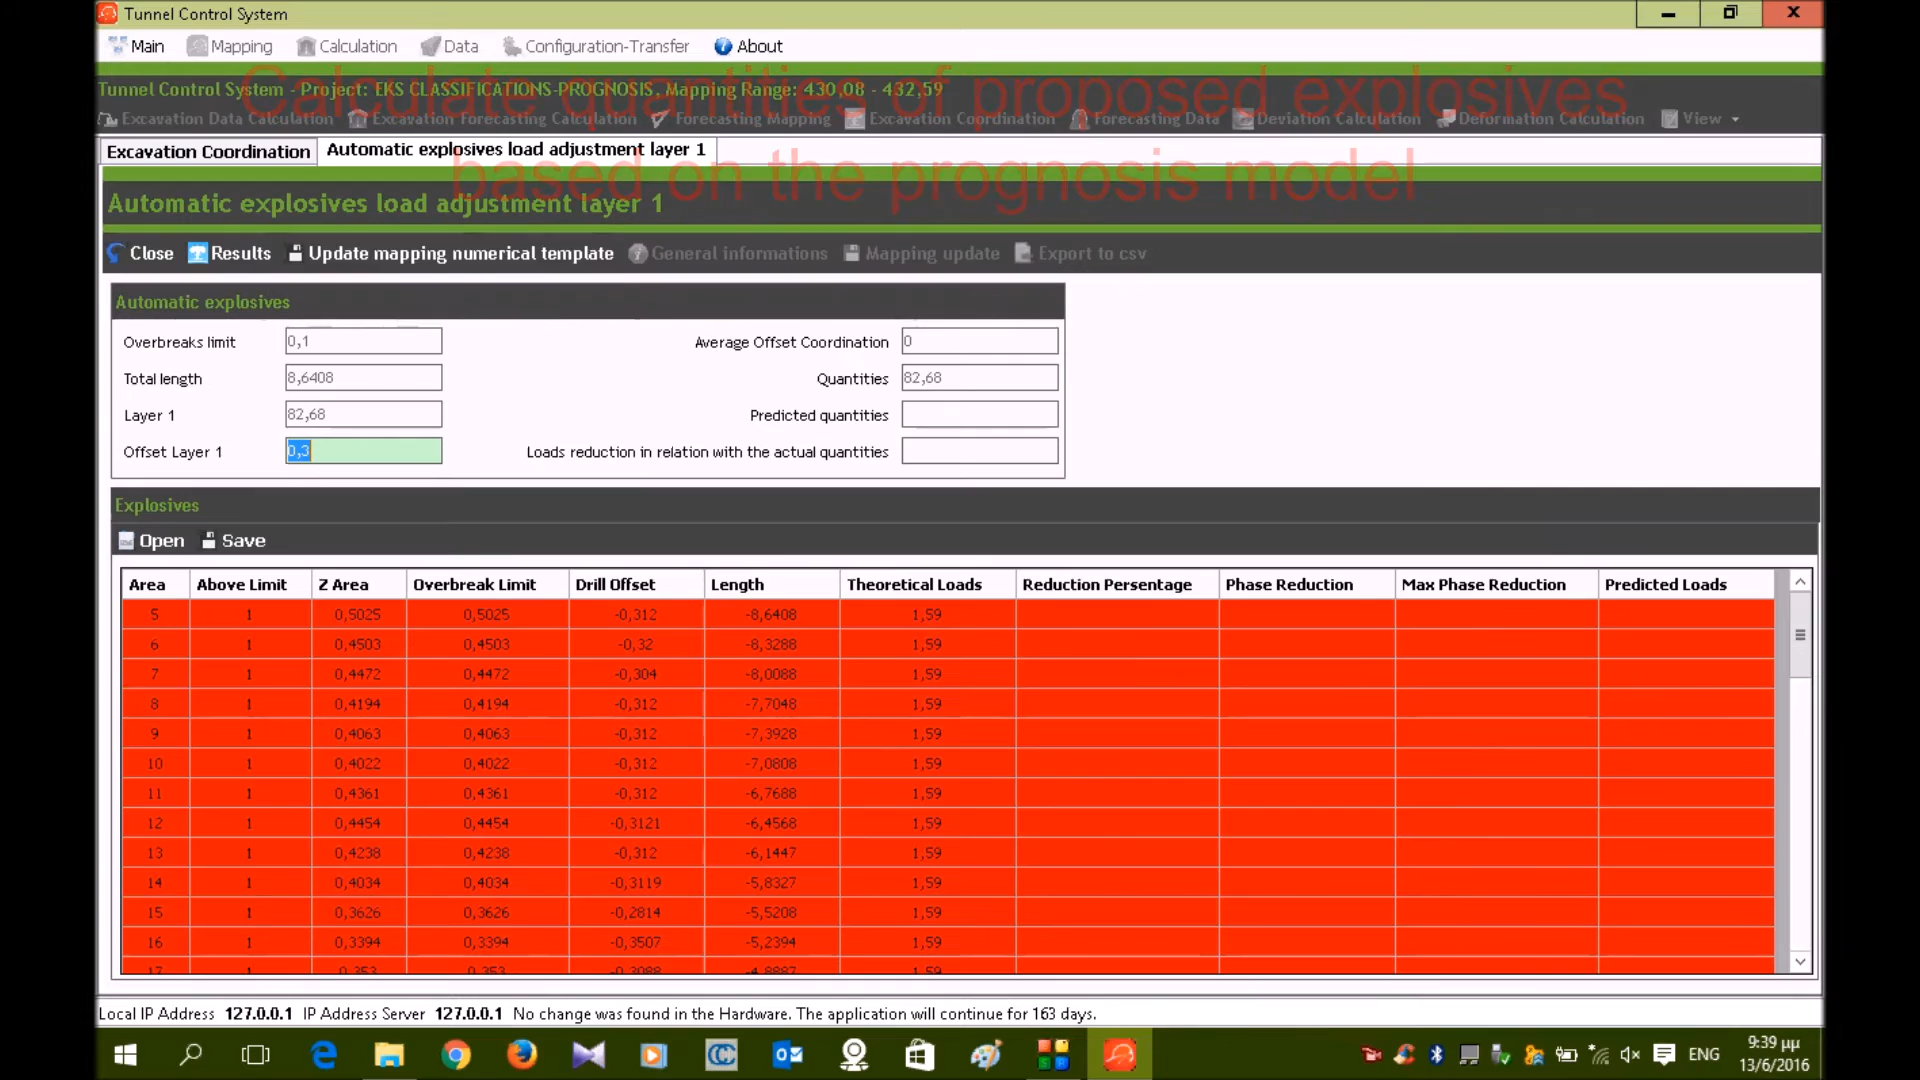 Tunnel Control System
Main Mapping Calculation Data Configuration-Transfer About
Calculate quantities of proposed explosives
based on the prognosis model
Tunnel Control System - Project: EKS CLASSIFICATIONS-PROGNOSIS, Mapping Range: 430,08 - 432,59
Excavation Data Calculation Excavation Forecasting Calculation Forecasting Mapping Excavation Coordination Forecasting Data Deviation Calculation Deformation Calculation View
Excavation Coordination Automatic explosives load adjustment layer 1
Automatic explosives load adjustment layer 1
Close Results Update mapping numerical template General informations Mapping update Export to csv
Automatic explosives
Overbreaks limit 0,1 Average Offset Coordination 0
Total length 8,6408 Quantities 82,68
Layer 1 82,68 Predicted quantities
Offset Layer 1 0,3 Loads reduction in relation with the actual quantities
Explosives
Open Save
Area Above Limit Z Area Overbreak Limit Drill Offset Length Theoretical Loads Reduction Persentage Phase Reduction Max Phase Reduction Predicted Loads
5 1 0,5025 0,5025 -0,312 -8,6408 1,59
6 1 0,4503 0,4503 -0,32 -8,3288 1,59
7 1 0,4472 0,4472 -0,304 -8,0088 1,59
8 1 0,4194 0,4194 -0,312 -7,7048 1,59
9 1 0,4063 0,4063 -0,312 -7,3928 1,59
10 1 0,4022 0,4022 -0,312 -7,0808 1,59
11 1 0,4361 0,4361 -0,312 -6,7688 1,59
12 1 0,4454 0,4454 -0,3121 -6,4568 1,59
13 1 0,4238 0,4238 -0,312 -6,1447 1,59
14 1 0,4034 0,4034 -0,3119 -5,8327 1,59
15 1 0,3626 0,3626 -0,2814 -5,5208 1,59
16 1 0,3394 0,3394 -0,3507 -5,2394 1,59
17 1 0,353 0,353 -0,3088 -4,8887 1,59
Local IP Address 127.0.0.1 IP Address Server 127.0.0.1 No change was found in the Hardware. The application will continue for 163 days.
ENG 9:39 μμ
13/6/2016